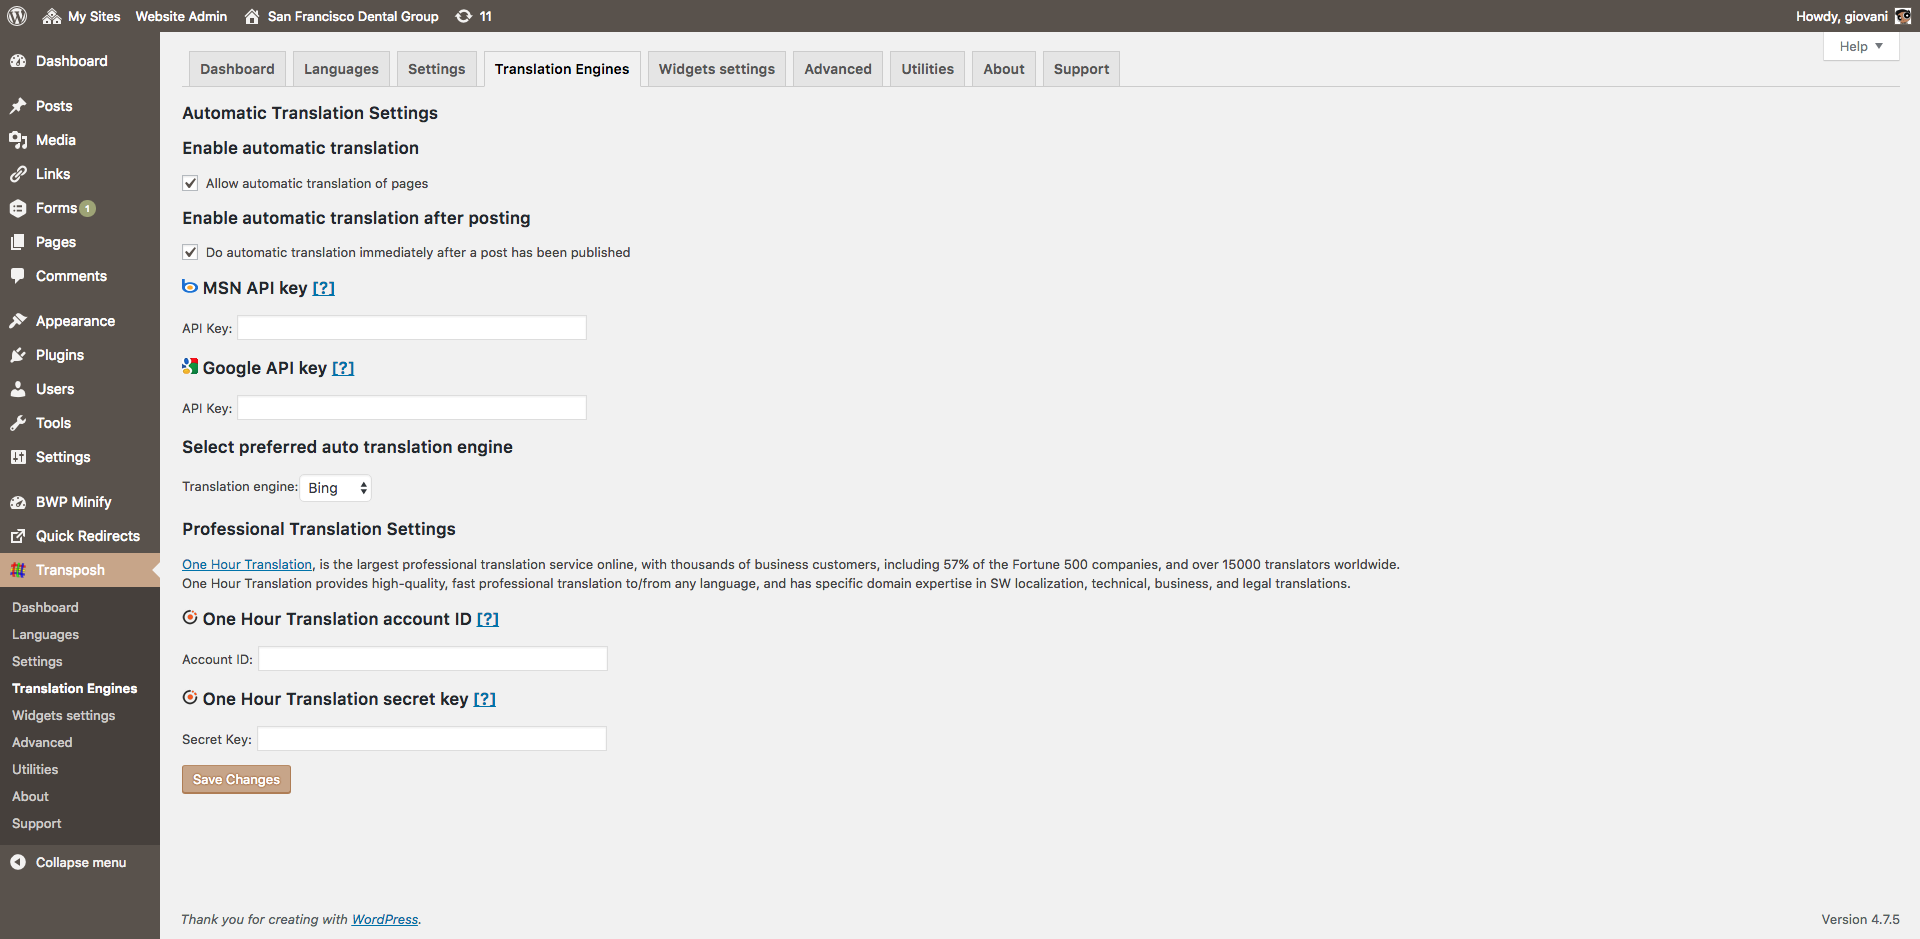 My Sites
Website Admin
San Francisco Dental Group
11
Howdy, giovani
Help
Dashboard
Posts
Media
Links
Forms 1
Pages
Comments
Appearance
Plugins
Users
Tools
Settings
BWP Minify
Quick Redirects
Transposh
Dashboard
Languages
Settings
Translation Engines
Widgets settings
Advanced
Utilities
About
Support
Collapse menu
Dashboard
Languages
Settings
Translation Engines
Widgets settings
Advanced
Utilities
About
Support
Automatic Translation Settings
Enable automatic translation
Allow automatic translation of pages
Enable automatic translation after posting
Do automatic translation immediately after a post has been published
MSN API key [?]
API Key:
Google API key [?]
API Key:
Select preferred auto translation engine
Translation engine: Bing
Professional Translation Settings
One Hour Translation, is the largest professional translation service online, with thousands of business customers, including 57% of the Fortune 500 companies, and over 15000 translators worldwide.
One Hour Translation provides high-quality, fast professional translation to/from any language, and has specific domain expertise in SW localization, technical, business, and legal translations.
One Hour Translation account ID [?]
Account ID:
One Hour Translation secret key [?]
Secret Key:
Save Changes
Thank you for creating with WordPress.
Version 4.7.5